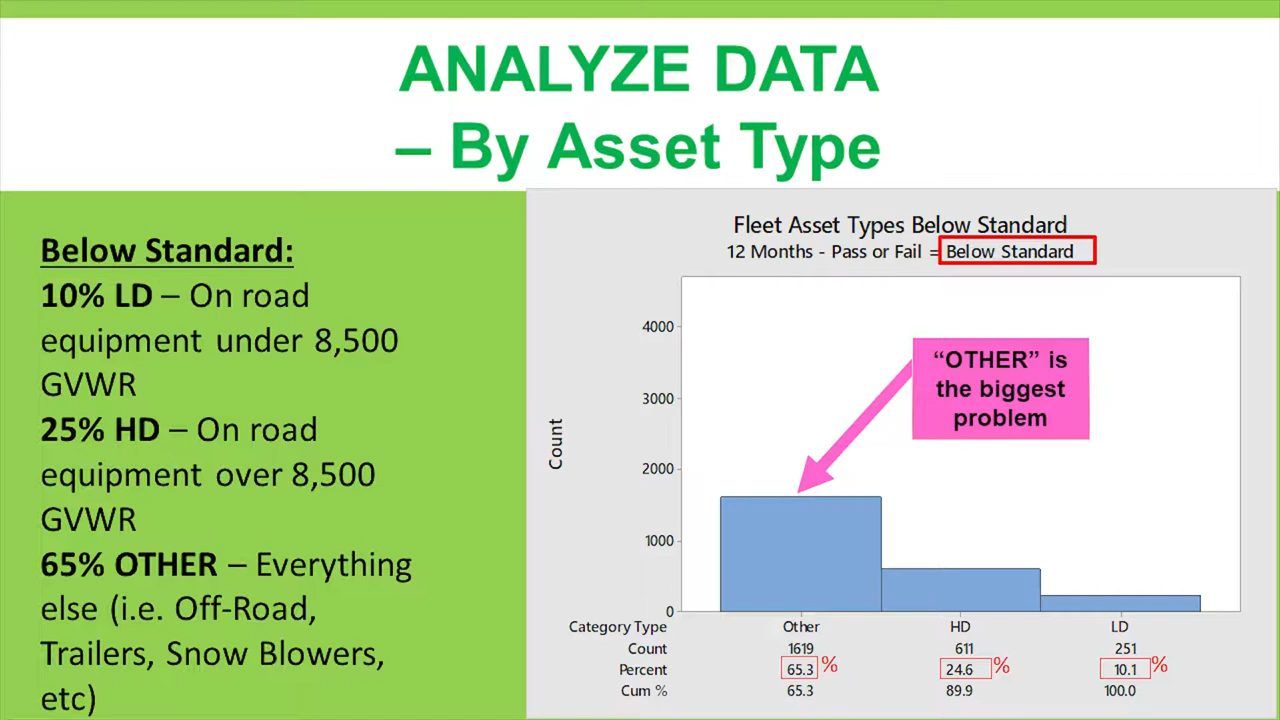 ANALYZE DATA
– By Asset Type
Below Standard:
10% LD – On road
equipment under 8,500
GVWR
25% HD – On road
equipment over 8,500
GVWR
65% OTHER – Everything
else (i.e. Off-Road,
Trailers, Snow Blowers,
etc)
Fleet Asset Types Below Standard
12 Months - Pass or Fail = Below Standard
“OTHER” is
the biggest
problem
Count
4000
3000
2000
1000
0
Category Type Other HD LD
Count 1619 611 251
Percent 65.3 % 24.6 % 10.1 %
Cum % 65.3 89.9 100.0